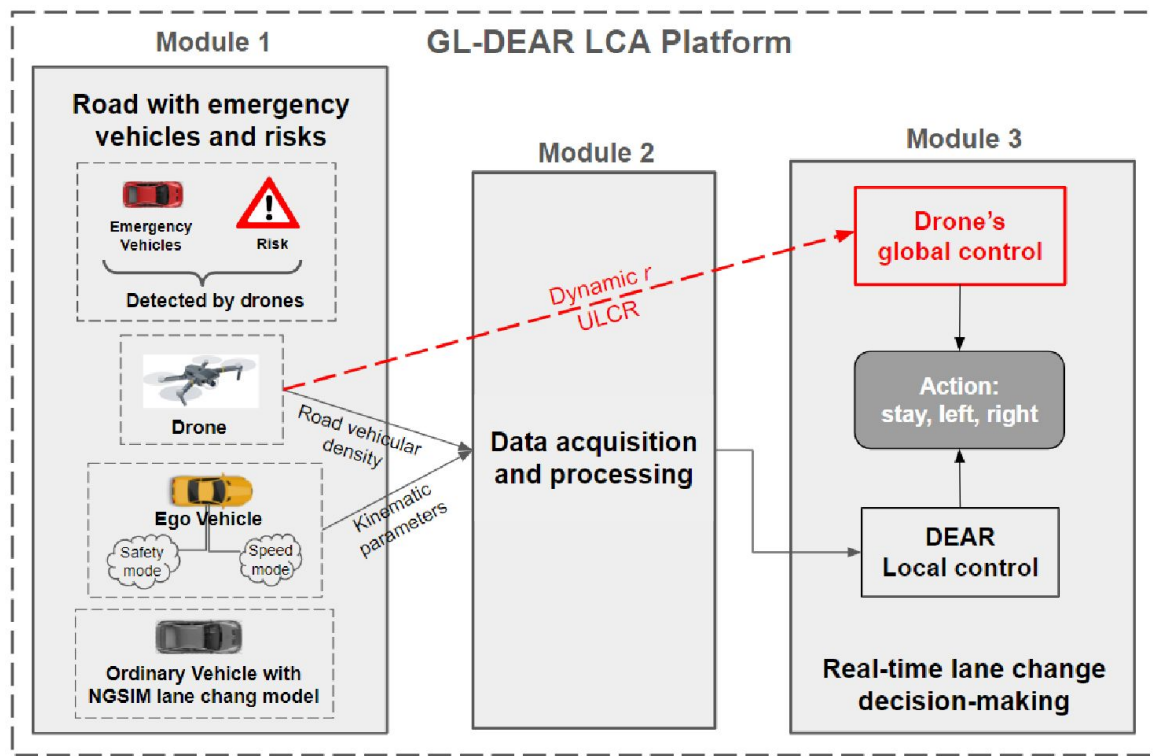 GL-DEAR LCA Platform
Module 1
Road with emergency
vehicles and risks
!
Emergency
Vehicles
Risk
Detected by drones
Drone
Ego Vehicle
Safety
mode
Speed
mode
Ordinary Vehicle with
NGSIM lane chang model
Dynamic r
ULCR
Road vehicular
density
Kinematic
parameters
Module 2
Data acquisition
and processing
Module 3
Drone's
global control
Action:
stay, left, right
DEAR
Local control
Real-time lane change
decision-making